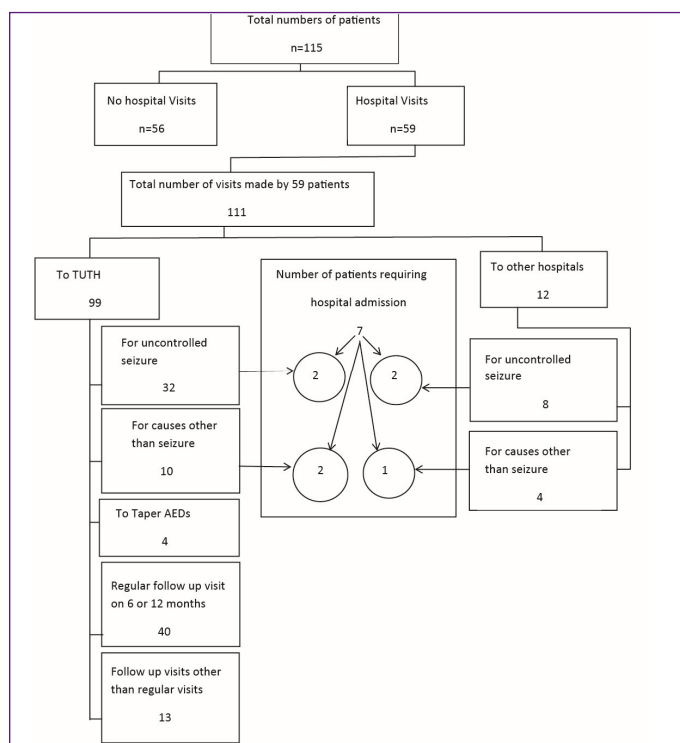 Total numbers of patients
n=115
No hospital Visits
n=56
Hospital Visits
n=59
Total number of visits made by 59 patients
111
To TUTH
99
Number of patients requiring
hospital admission
7
2
2
2
1
To other hospitals
12
For uncontrolled
seizure
32
For causes other
than seizure
10
To Taper AEDs
4
Regular follow up visit
on 6 or 12 months
40
Follow up visits other
than regular visits
13
For uncontrolled
seizure
8
For causes other
than seizure
4